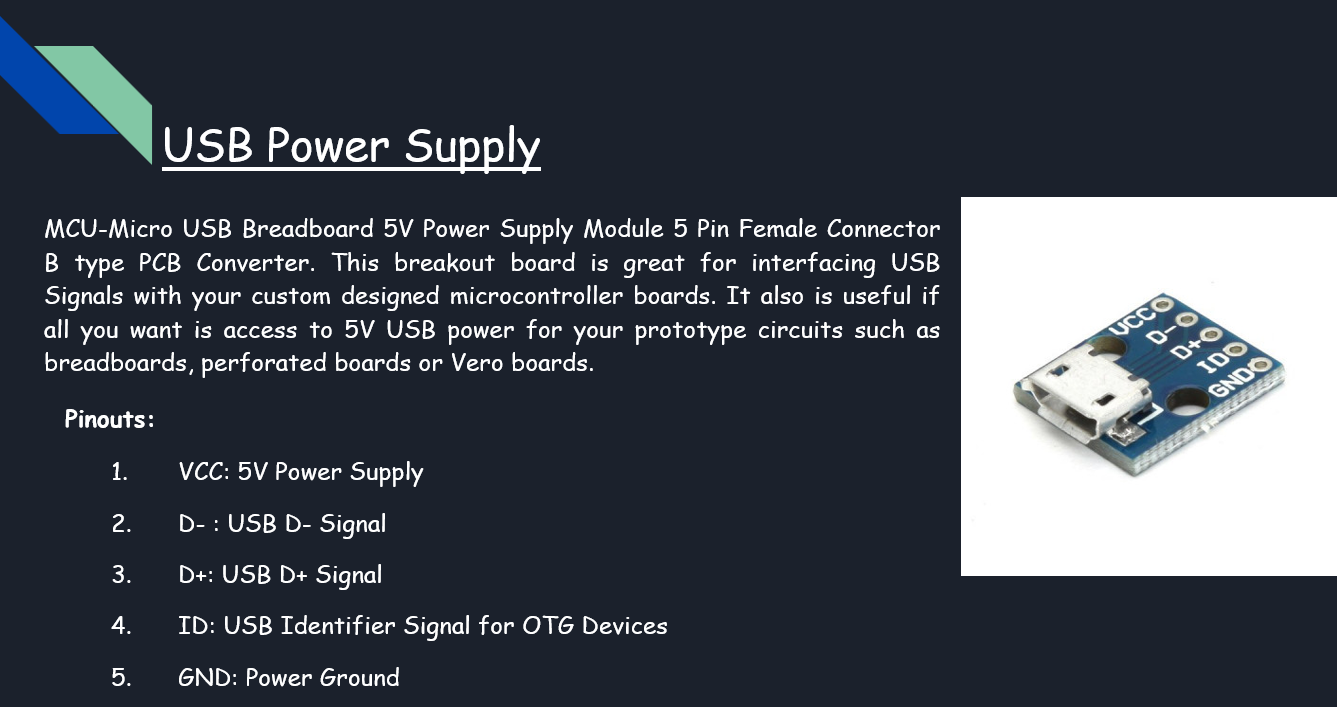 USB Power Supply
MCU-Micro USB Breadboard 5V Power Supply Module 5 Pin Female Connector
B type PCB Converter. This breakout board is great for interfacing USB
Signals with your custom designed microcontroller boards. It also is useful if
all you want is access to 5V USB power for your prototype circuits such as
breadboards, perforated boards or Vero boards.
Pinouts:
1. VCC: 5V Power Supply
2. D- : USB D- Signal
3. D+: USB D+ Signal
4. ID: USB Identifier Signal for OTG Devices
5. GND: Power Ground
VCC
D-
D+
ID
GND